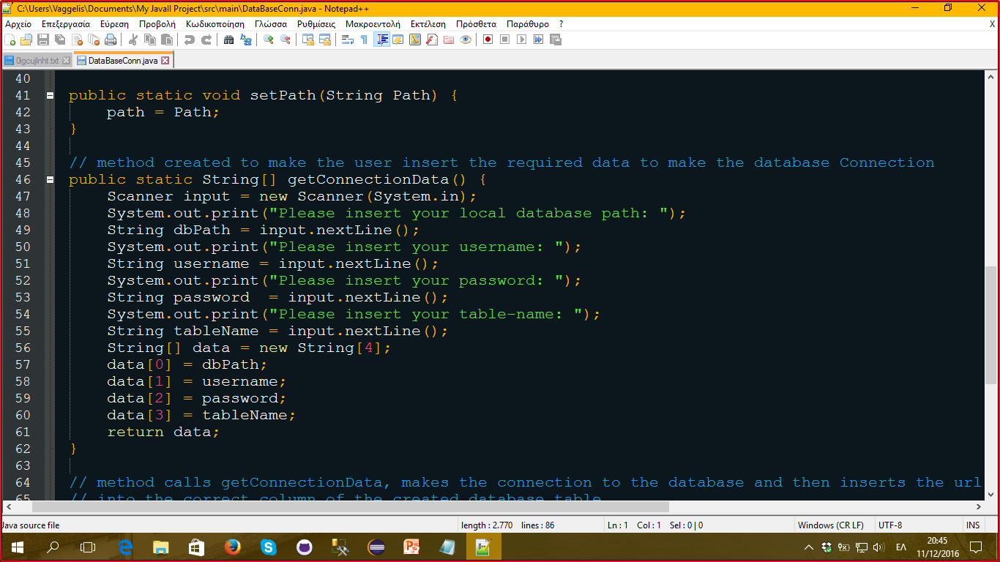 C:\Users\Vaggelis\Documents\My JavaII Project\src\main\DataBaseConn.java - Notepad++
Αρχείο Επεξεργασία Εύρεση Προβολή Κωδικοποίηση Γλώσσα Ρυθμίσεις Μακροεντολή Εκτέλεση Πρόσθετα Παράθυρο ? X
0igcujlnht.txt DataBaseConn.java
40
41 public static void setPath(String Path) {
42 path = Path;
43 }
44
45 // method created to make the user insert the required data to make the database Connection
46 public static String[] getConnectionData() {
47 Scanner input = new Scanner(System.in);
48 System.out.print("Please insert your local database path: ");
49 String dbPath = input.nextLine();
50 System.out.print("Please insert your username: ");
51 String username = input.nextLine();
52 System.out.print("Please insert your password: ");
53 String password  = input.nextLine();
54 System.out.print("Please insert your table-name: ");
55 String tableName = input.nextLine();
56 String[] data = new String[4];
57 data[0] = dbPath;
58 data[1] = username;
59 data[2] = password;
60 data[3] = tableName;
61 return data;
62 }
63
64 // method calls getConnectionData, makes the connection to the database and then inserts the url
65 // into the correct column of the created database table
Java source file length : 2.770 lines : 86 Ln : 1 Col : 1 Sel : 0 | 0 Windows (CR LF) UTF-8 INS
ΕΛ 20:45
11/12/2016